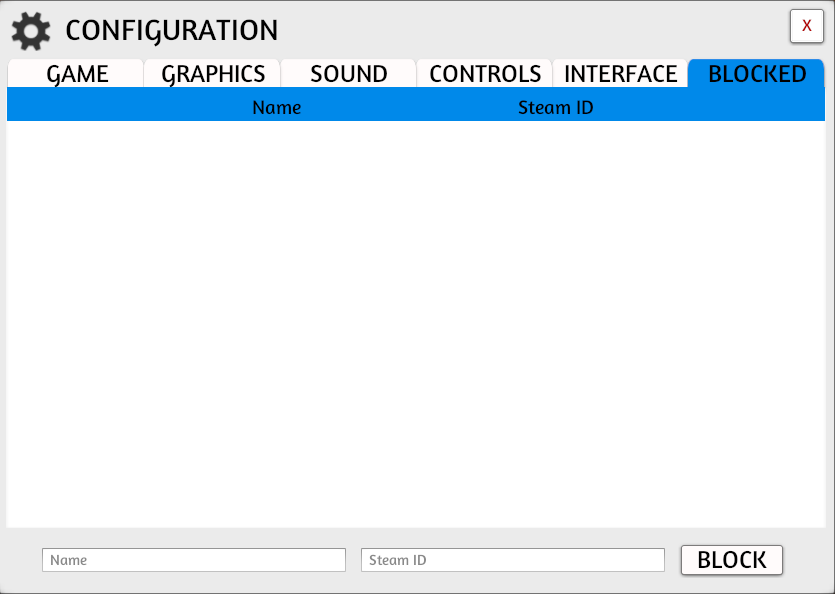 CONFIGURATION
X
GAME GRAPHICS SOUND CONTROLS INTERFACE BLOCKED
Name Steam ID
Name Steam ID BLOCK